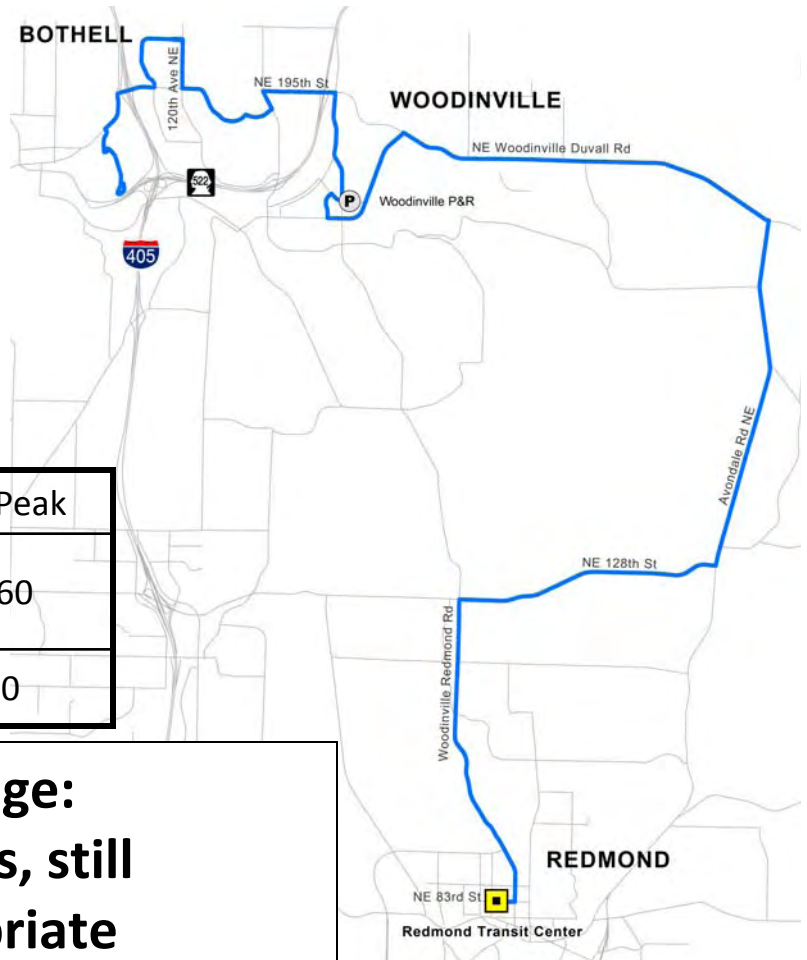 BOTHELL
120th Ave NE
NE 195th St
WOODINVILLE
NE Woodinville Duvall Rd
522
Woodinville P&R
P
405
Avondale Rd NE
Peak
60
0
NE 128th St
Woodinville Redmond Rd
ge:
s, still
riate
REDMOND
NE 83rd St
Redmond Transit Center